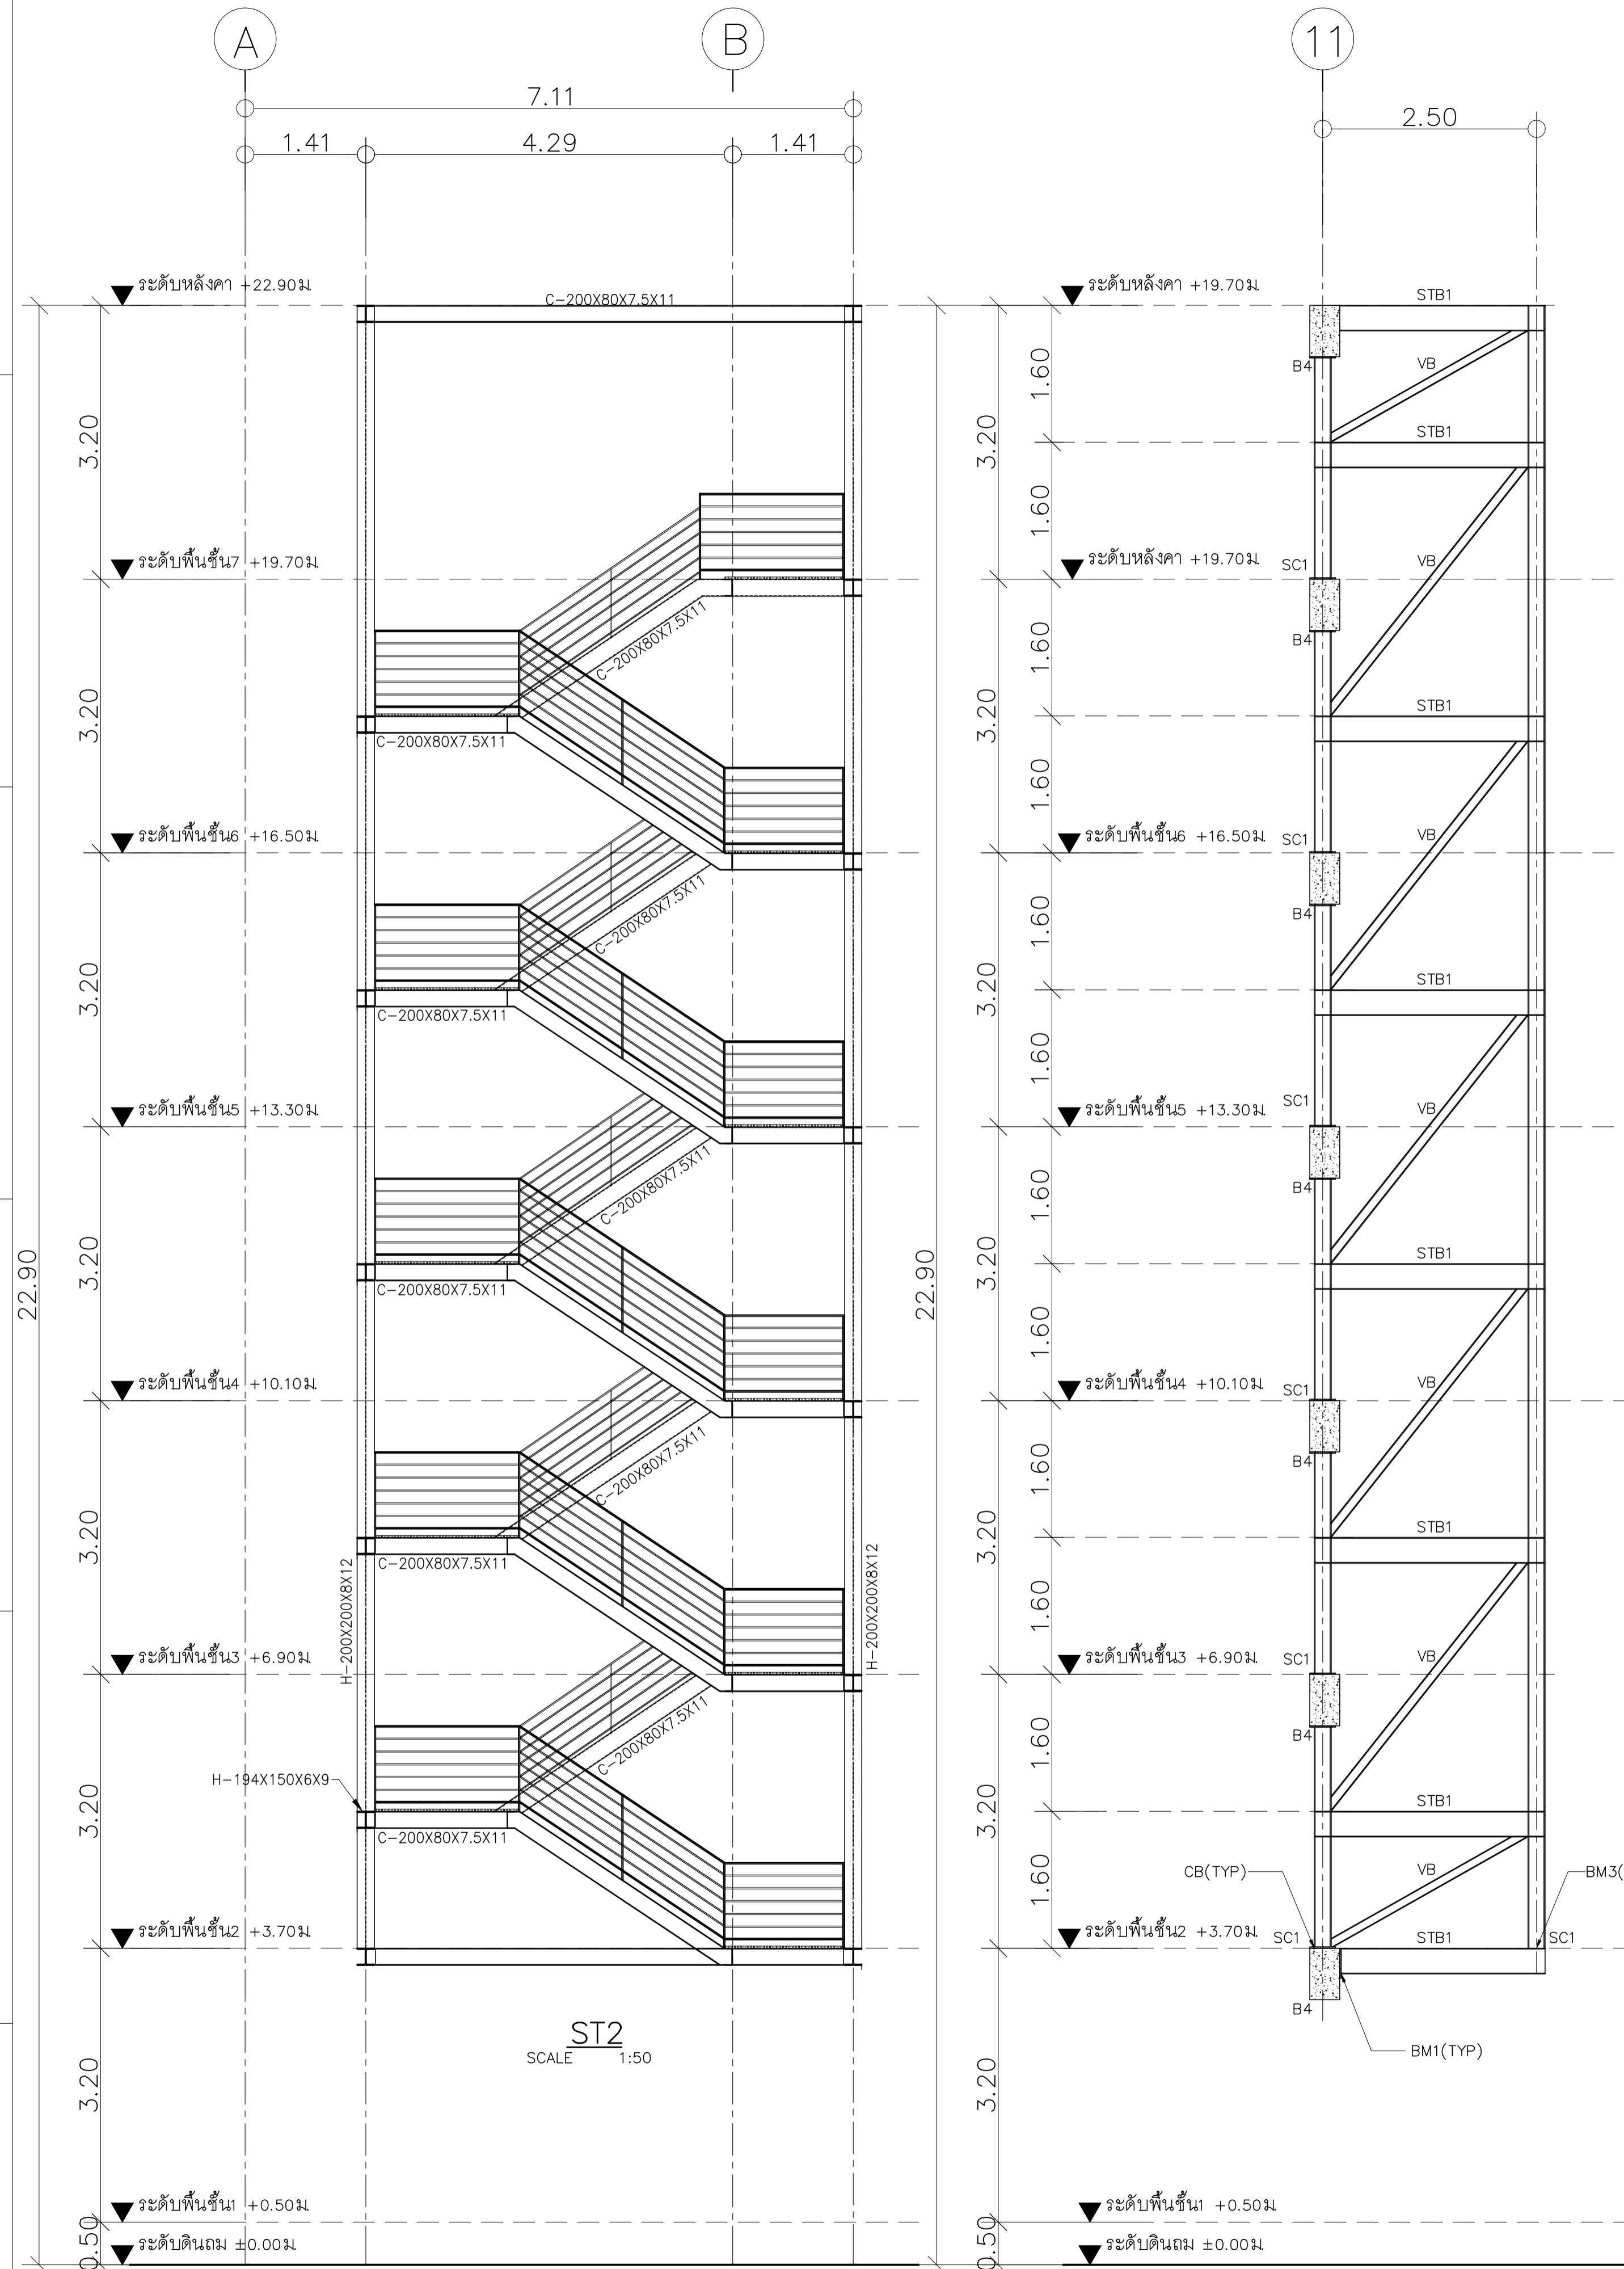 A
B
11
7.11
2.50
1.41
4.29
1.41
ระดับหลังคา +22.90ม.
C-200X80X7.5X11
ระดับหลังคา +19.70ม.
STB1
B4
VB
1.60
3.20
3.20
STB1
1.60
ระดับพื้นชั้น7 +19.70ม.
ระดับหลังคา +19.70ม.
SC1
VB
C-200X80X7.5X11
B4
1.60
3.20
3.20
STB1
C-200X80X7.5X11
1.60
ระดับพื้นชั้น6 +16.50ม.
ระดับพื้นชั้น6 +16.50ม.
SC1
VB
C-200X80X7.5X11
B4
1.60
3.20
3.20
STB1
C-200X80X7.5X11
1.60
ระดับพื้นชั้น5 +13.30ม.
ระดับพื้นชั้น5 +13.30ม.
SC1
VB
C-200X80X7.5X11
B4
1.60
22.90
3.20
22.90
3.20
STB1
C-200X80X7.5X11
1.60
ระดับพื้นชั้น4 +10.10ม.
ระดับพื้นชั้น4 +10.10ม.
SC1
VB
C-200X80X7.5X11
B4
1.60
3.20
3.20
STB1
C-200X80X7.5X11
H-200X200X8X12
H-200X200X8X12
1.60
ระดับพื้นชั้น3 +6.90ม.
ระดับพื้นชั้น3 +6.90ม.
SC1
VB
C-200X80X7.5X11
B4
1.60
H-194X150X6X9
3.20
3.20
STB1
C-200X80X7.5X11
1.60
CB(TYP)
VB
BM3(
ระดับพื้นชั้น2 +3.70ม.
ระดับพื้นชั้น2 +3.70ม.
SC1
STB1
SC1
B4
ST2
SCALE 1:50
BM1(TYP)
3.20
3.20
ระดับพื้นชั้น1 +0.50ม.
ระดับพื้นชั้น1 +0.50ม.
0.50
0.50
ระดับดินถม ±0.00ม.
ระดับดินถม ±0.00ม.